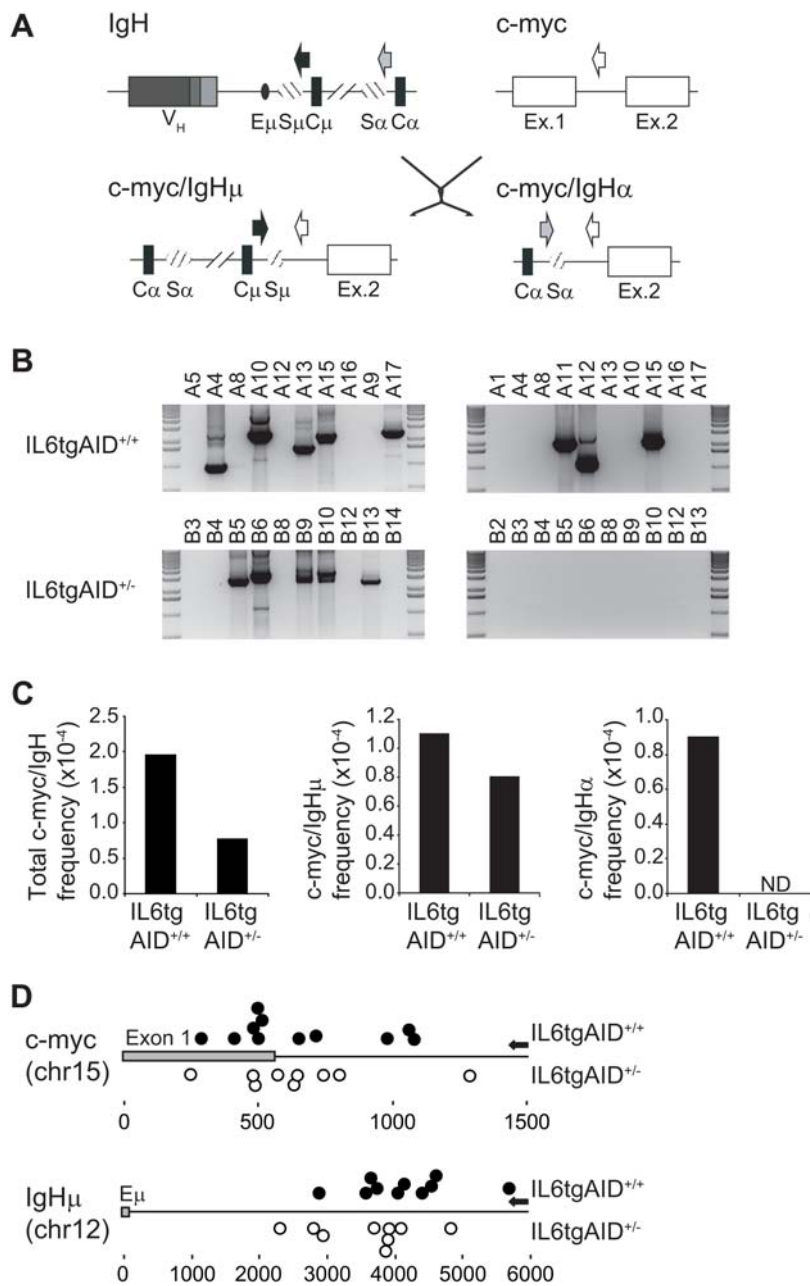 A
IgH
c-myc
VH
EμSμCμ
Sα Cα
Ex.1
Ex.2
c-myc/IgHμ
c-myc/IgHα
Cα Sα
Cμ Sμ
Ex.2
Cα Sα
Ex.2
B
A5 A4 A8 A10 A12 A13 A15 A16 A9 A17
A1 A4 A8 A11 A12 A13 A10 A15 A16 A17
IL6tgAID+/+
B3 B4 B5 B6 B8 B9 B10 B12 B13 B14
B2 B3 B4 B5 B6 B8 B9 B10 B12 B13
IL6tgAID+/-
C
Total c-myc/IgH
frequency (x10-4)
2.5
2.0
1.5
1.0
0.5
0.0
IL6tg
AID+/+
IL6tg
AID+/-
c-myc/IgHμ
frequency (x10-4)
1.2
1.0
0.8
0.6
0.4
0.2
0
IL6tg
AID+/+
IL6tg
AID+/-
c-myc/IgHα
frequency (x10-4)
1.0
0.8
0.6
0.4
0.2
0
ND
IL6tg
AID+/+
IL6tg
AID+/-
D
c-myc
(chr15)
Exon 1
IL6tgAID+/+
IL6tgAID+/-
0 500 1000 1500
IgHμ
(chr12)
Eμ
IL6tgAID+/+
IL6tgAID+/-
0 1000 2000 3000 4000 5000 6000